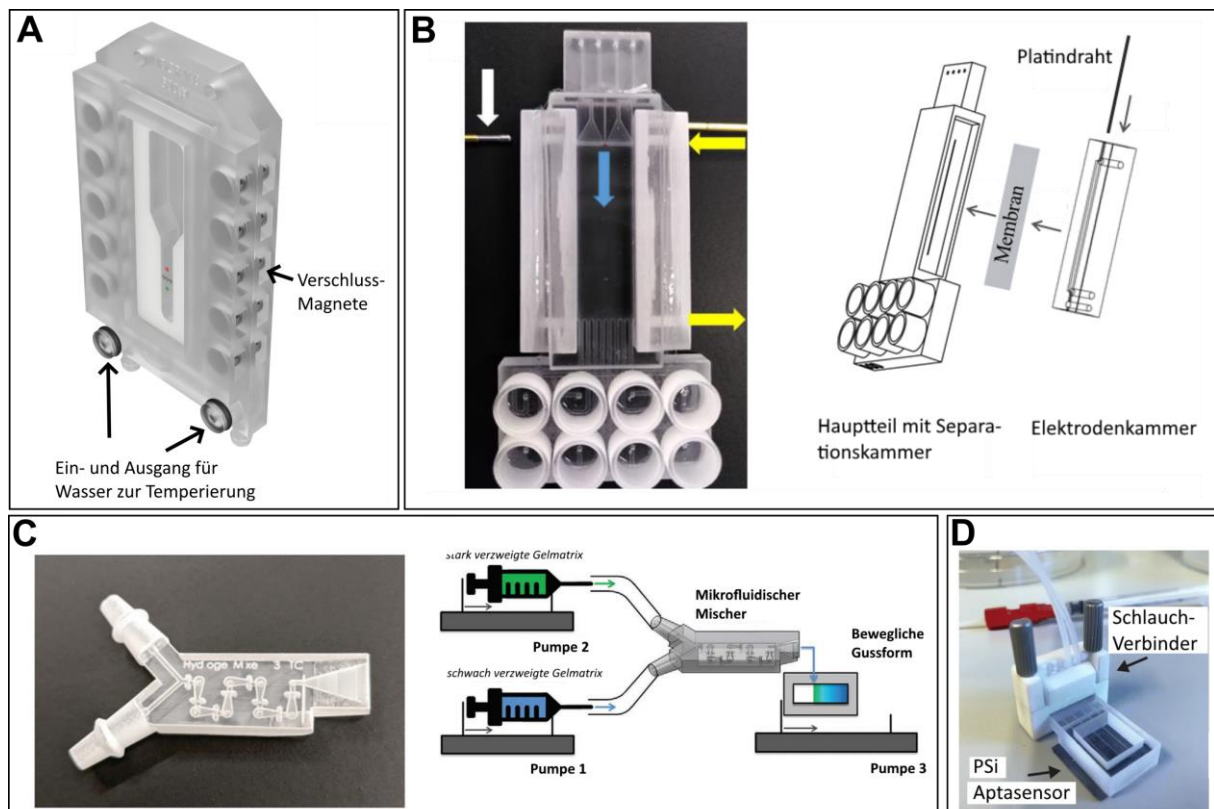 A
Verschluss-
Magnete
Ein- und Ausgang für
Wasser zur Temperierung
B
Platindraht
Membran
Hauptteil mit Separa-
tionskammer
Elektrodenkammer
C
stark verzweigte Gelmatrix
Pumpe 2
schwach verzweigte Gelmatrix
Pumpe 1
Mikrofluidischer
Mischer
Bewegliche
Gussform
Pumpe 3
D
Schlauch-
Verbinder
PSi
Aptasensor